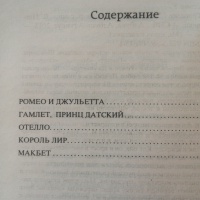 Содержание
РОМЕО И ДЖУЛЬЕТТА
ГАМЛЕТ, ПРИНЦ ДАТСКИЙ
ОТЕЛЛО
КОРОЛЬ ЛИР
МАКБЕТ